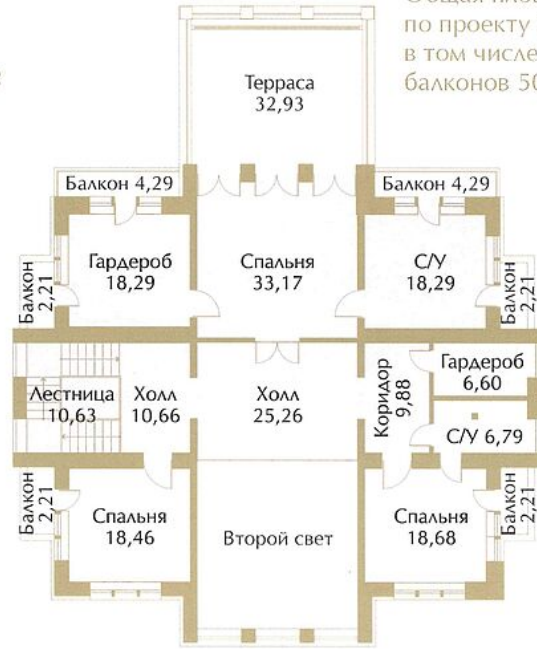 по проекту
в том числе
балконов 50
Терраса
32,93
Балкон 4,29
Балкон 4,29
Гардероб
18,29
Спальня
33,17
С/У
18,29
Балкон
2,21
Балкон
2,21
Лестница
10,63
Холл
10,66
Холл
25,26
Коридор
9,88
Гардероб
6,60
С/У 6,79
Балкон
2,21
Спальня
18,46
Второй свет
Спальня
18,68
Балкон
2,21